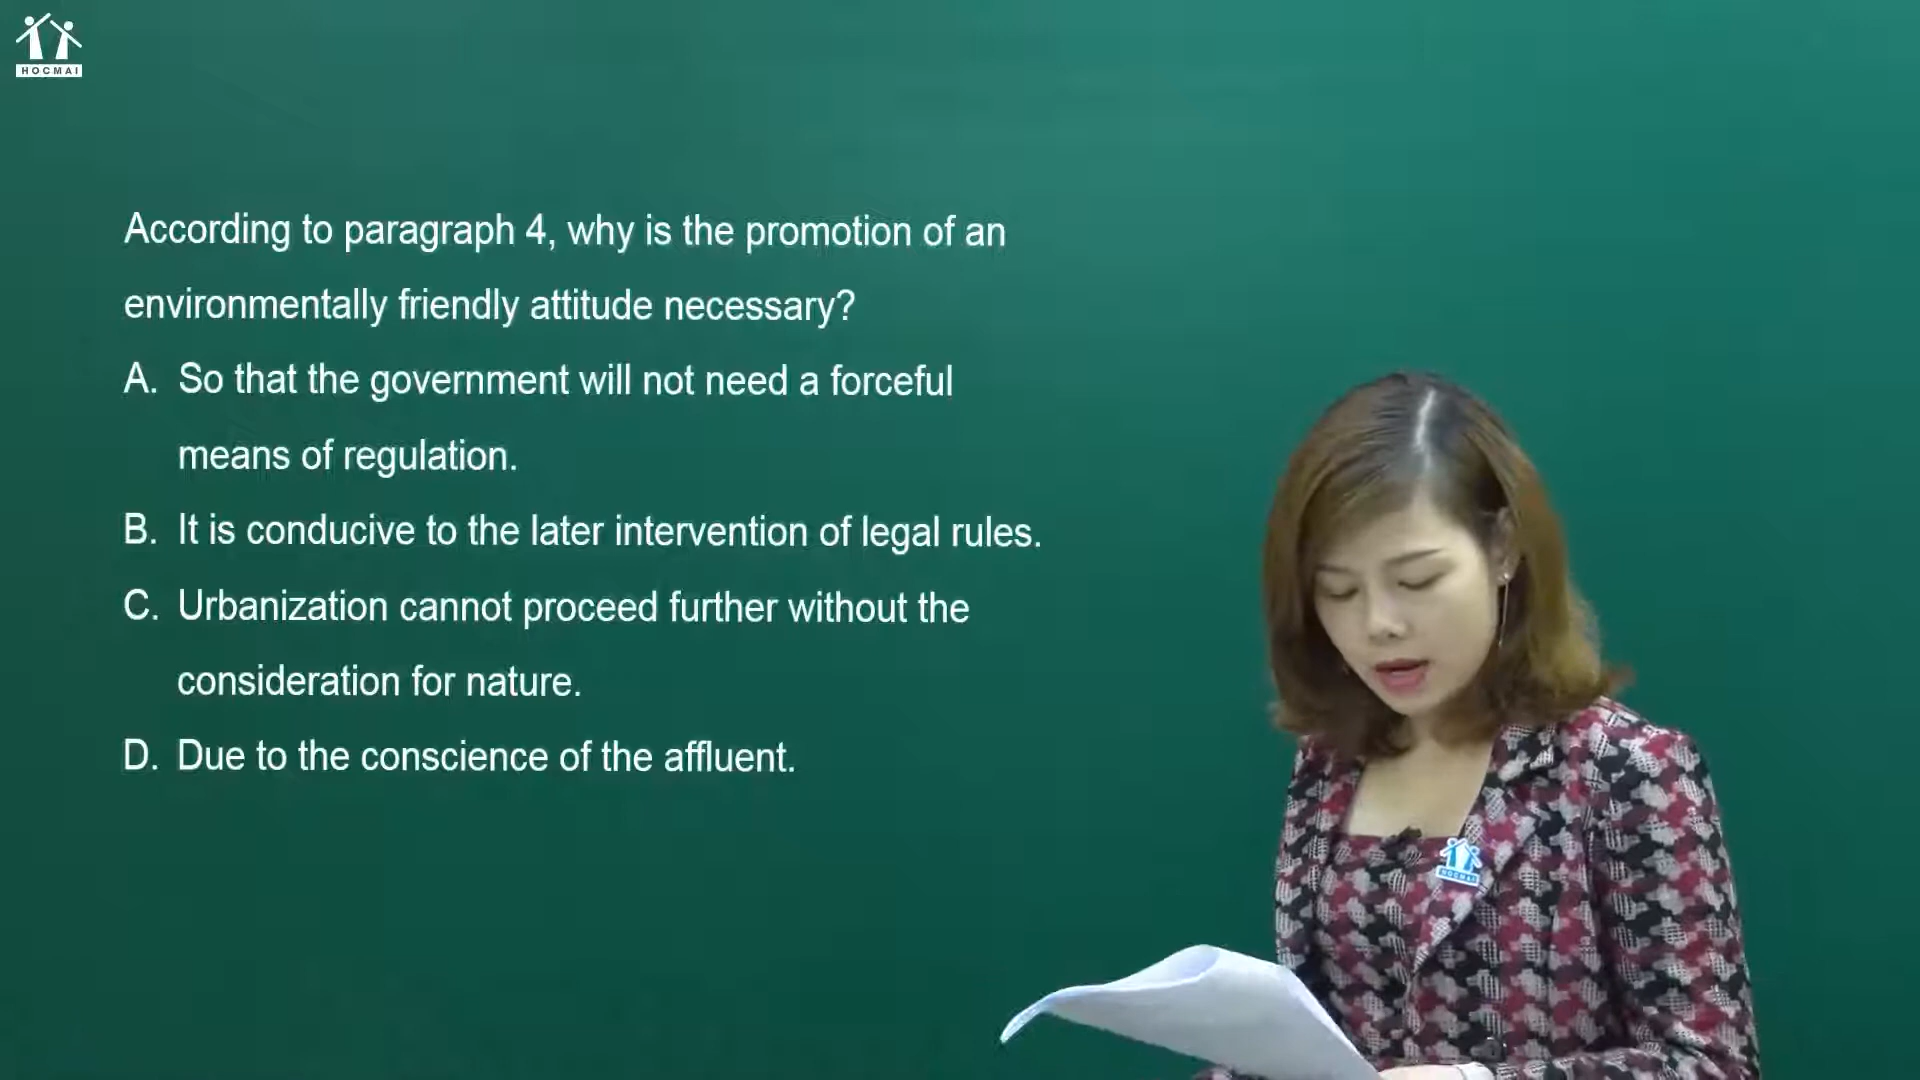 HOCMAI
According to paragraph 4, why is the promotion of an
environmentally friendly attitude necessary?
A. So that the government will not need a forceful
means of regulation.
B. It is conducive to the later intervention of legal rules.
C. Urbanization cannot proceed further without the
consideration for nature.
D. Due to the conscience of the affluent.
HOCMAI